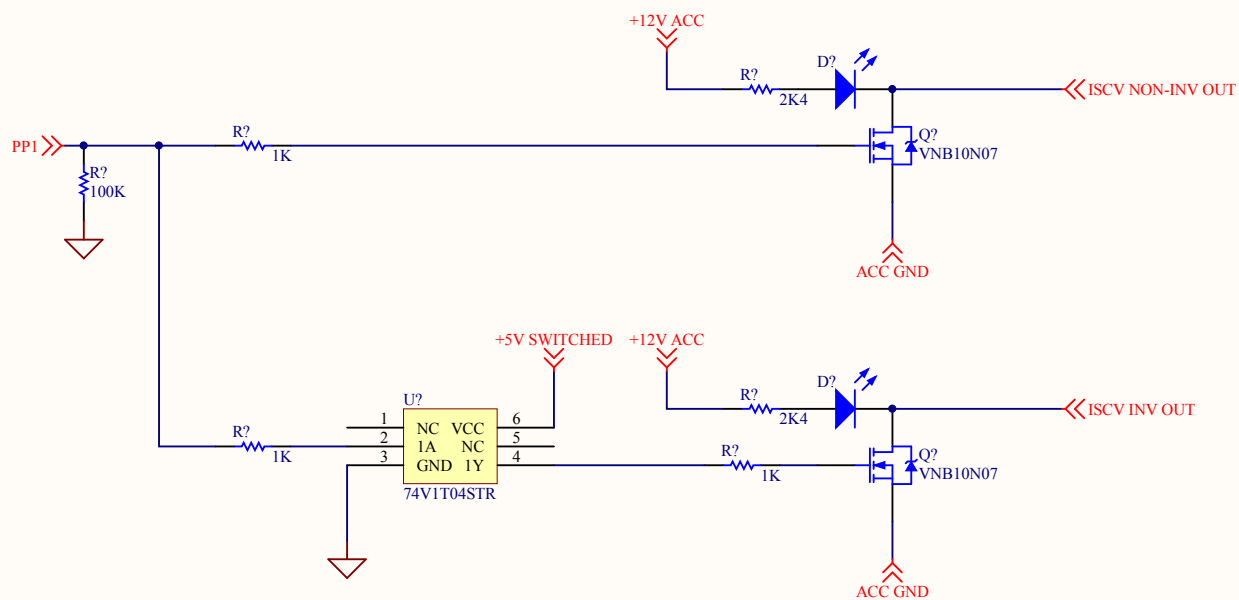 +12V ACC
R?
2K4
D?
ISCV NON-INV OUT
PP1
R?
1K
Q?
VNB10N07
R?
100K
ACC GND
+5V SWITCHED
+12V ACC
U?
R?
2K4
D?
ISCV INV OUT
R?
1K
1 NC VCC 6
2 1A NC 5
3 GND 1Y 4
74V1T04STR
R?
1K
Q?
VNB10N07
ACC GND